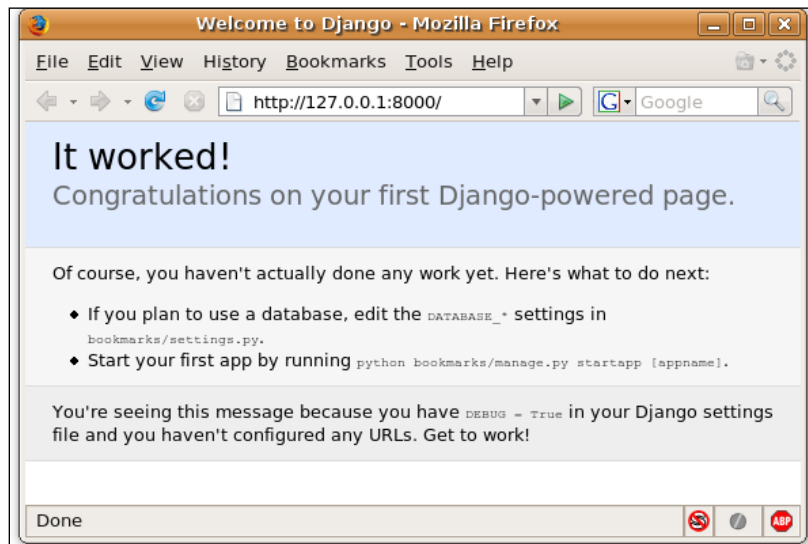 Welcome to Django - Mozilla Firefox
File Edit View History Bookmarks Tools Help
http://127.0.0.1:8000/ G Google
It worked!
Congratulations on your first Django-powered page.
Of course, you haven't actually done any work yet. Here's what to do next:
If you plan to use a database, edit the DATABASE_* settings in
bookmarks/settings.py.
Start your first app by running python bookmarks/manage.py startapp [appname].
You're seeing this message because you have DEBUG = True in your Django settings
file and you haven't configured any URLs. Get to work!
Done ABP